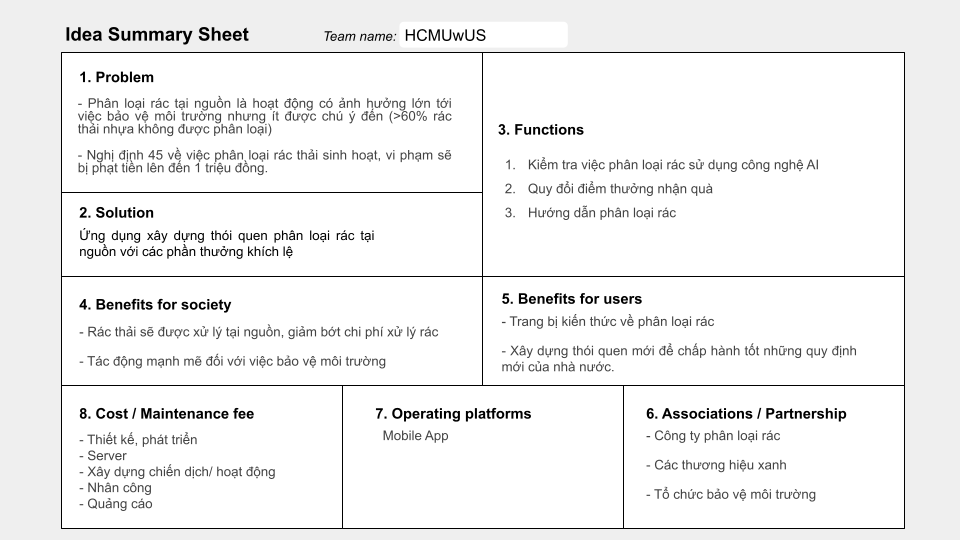 Idea Summary Sheet
Team name: HCMUwUS
1. Problem
- Phân loại rác tại nguồn là hoạt động có ảnh hưởng lớn tới
việc bảo vệ môi trường nhưng ít được chú ý đến (>60% rác
thải nhựa không được phân loại)
- Nghị định 45 về việc phân loại rác thải sinh hoạt, vi phạm sẽ
bị phạt tiền lên đến 1 triệu đồng.
2. Solution
Ứng dụng xây dựng thói quen phân loại rác tại
nguồn với các phần thưởng khích lệ
3. Functions
1. Kiểm tra việc phân loại rác sử dụng công nghệ AI
2. Quy đổi điểm thưởng nhận quà
3. Hướng dẫn phân loại rác
4. Benefits for society
- Rác thải sẽ được xử lý tại nguồn, giảm bớt chi phí xử lý rác
- Tác động mạnh mẽ đối với việc bảo vệ môi trường
5. Benefits for users
- Trang bị kiến thức về phân loại rác
- Xây dựng thói quen mới để chấp hành tốt những quy định
mới của nhà nước.
8. Cost / Maintenance fee
- Thiết kế, phát triển
- Server
- Xây dựng chiến dịch/ hoạt động
- Nhân công
- Quảng cáo
7. Operating platforms
Mobile App
6. Associations / Partnership
- Công ty phân loại rác
- Các thương hiệu xanh
- Tổ chức bảo vệ môi trường